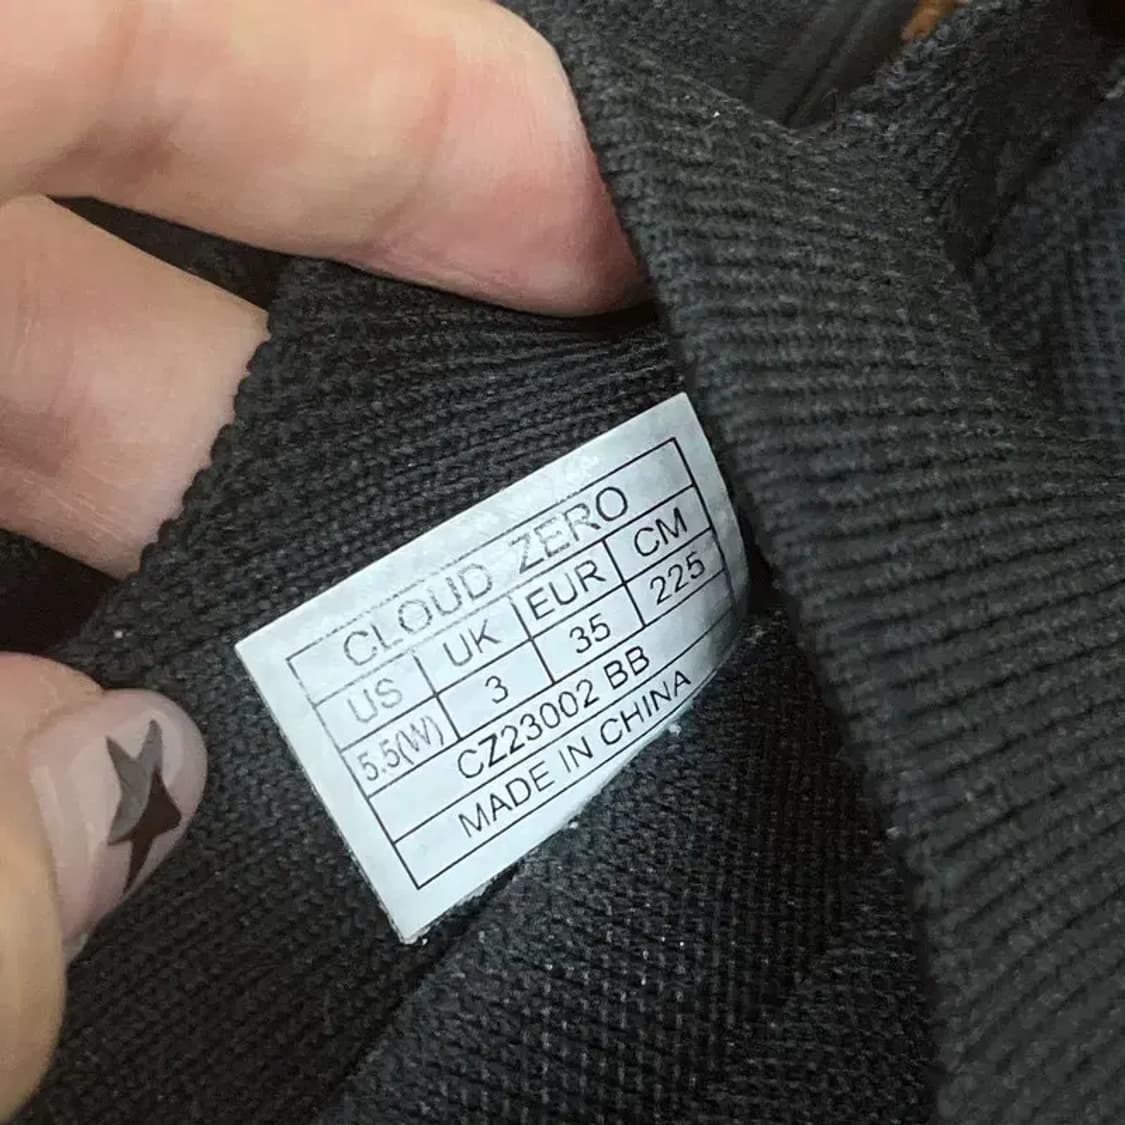 CLOUD ZERO
US UK EUR CM
5.5(W) 3 35 225
CZ23002 BB
MADE IN CHINA